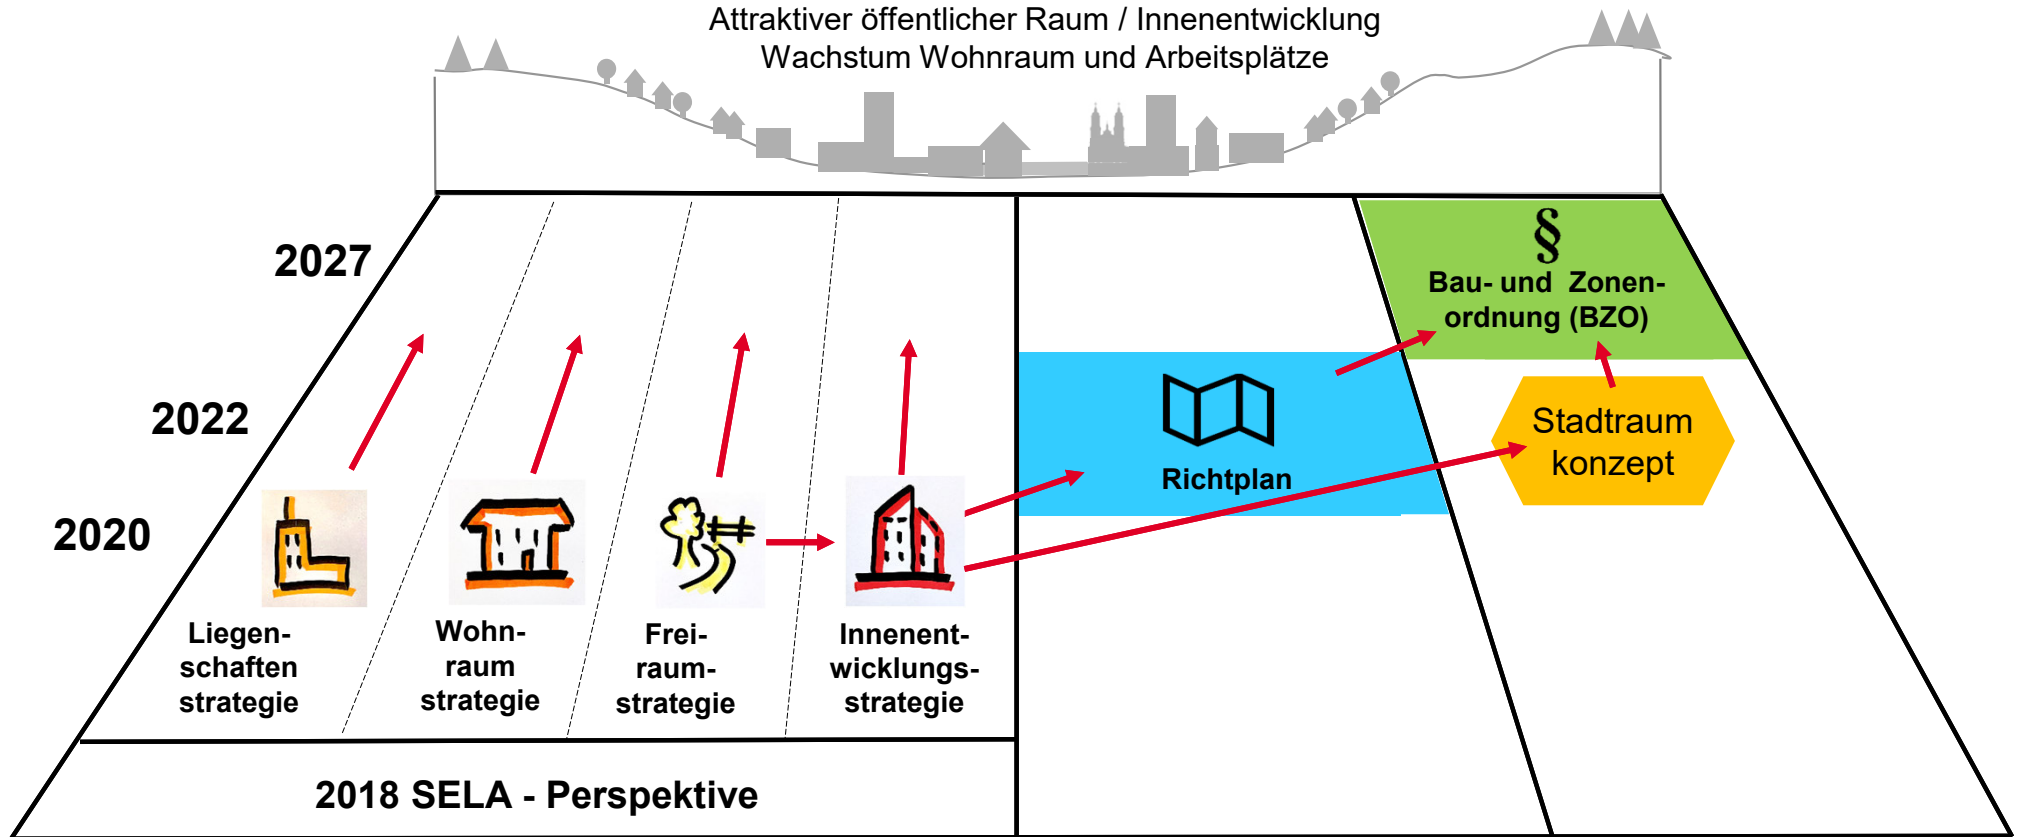 Attraktiver öffentlicher Raum / Innenentwicklung
Wachstum Wohnraum und Arbeitsplätze
2027
§
Bau- und Zonen-
ordnung (BZO)
2022
Stadtraum
konzept
Richtplan
2020
Liegen-
schaften
strategie
Wohn-
raum
strategie
Frei-
raum-
strategie
Innenent-
wicklungs-
strategie
2018 SELA - Perspektive